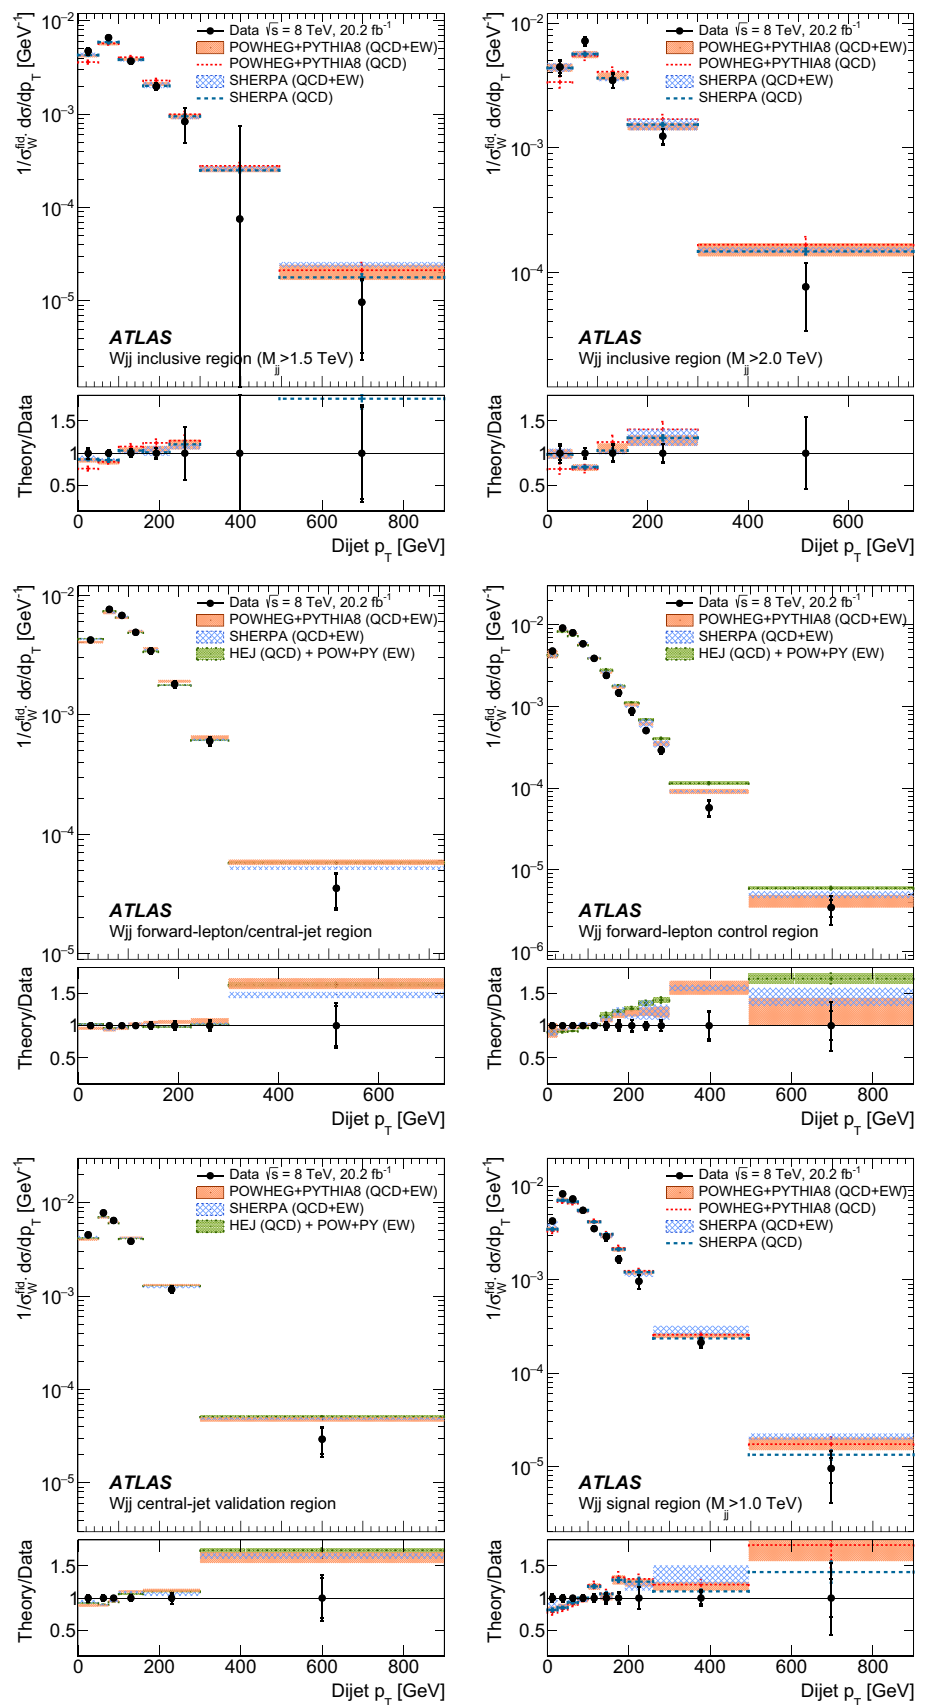 1/σ_W^fid· dσ/dp_T [GeV⁻¹]
10⁻²
10⁻³
10⁻⁴
10⁻⁵
Data √s = 8 TeV, 20.2 fb⁻¹
POWHEG+PYTHIA8 (QCD+EW)
POWHEG+PYTHIA8 (QCD)
SHERPA (QCD+EW)
SHERPA (QCD)
ATLAS
Wjj inclusive region (M_jj>1.5 TeV)
Theory/Data
1.5
1
0.5
0 200 400 600 800
Dijet p_T [GeV]
1/σ_W^fid· dσ/dp_T [GeV⁻¹]
10⁻²
10⁻³
10⁻⁴
Data √s = 8 TeV, 20.2 fb⁻¹
POWHEG+PYTHIA8 (QCD+EW)
POWHEG+PYTHIA8 (QCD)
SHERPA (QCD+EW)
SHERPA (QCD)
ATLAS
Wjj inclusive region (M_jj>2.0 TeV)
Theory/Data
1.5
1
0.5
0 200 400 600
Dijet p_T [GeV]
1/σ_W^fid· dσ/dp_T [GeV⁻¹]
10⁻²
10⁻³
10⁻⁴
10⁻⁵
Data √s = 8 TeV, 20.2 fb⁻¹
POWHEG+PYTHIA8 (QCD+EW)
SHERPA (QCD+EW)
HEJ (QCD) + POW+PY (EW)
ATLAS
Wjj forward-lepton/central-jet region
Theory/Data
1.5
1
0.5
0 200 400 600
Dijet p_T [GeV]
1/σ_W^fid· dσ/dp_T [GeV⁻¹]
10⁻²
10⁻³
10⁻⁴
10⁻⁵
10⁻⁶
Data √s = 8 TeV, 20.2 fb⁻¹
POWHEG+PYTHIA8 (QCD+EW)
SHERPA (QCD+EW)
HEJ (QCD) + POW+PY (EW)
ATLAS
Wjj forward-lepton control region
Theory/Data
1.5
1
0.5
0 200 400 600 800
Dijet p_T [GeV]
1/σ_W^fid· dσ/dp_T [GeV⁻¹]
10⁻²
10⁻³
10⁻⁴
10⁻⁵
Data √s = 8 TeV, 20.2 fb⁻¹
POWHEG+PYTHIA8 (QCD+EW)
SHERPA (QCD+EW)
HEJ (QCD) + POW+PY (EW)
ATLAS
Wjj central-jet validation region
Theory/Data
1.5
1
0.5
0 200 400 600 800
Dijet p_T [GeV]
1/σ_W^fid· dσ/dp_T [GeV⁻¹]
10⁻²
10⁻³
10⁻⁴
10⁻⁵
Data √s = 8 TeV, 20.2 fb⁻¹
POWHEG+PYTHIA8 (QCD+EW)
POWHEG+PYTHIA8 (QCD)
SHERPA (QCD+EW)
SHERPA (QCD)
ATLAS
Wjj signal region (M_jj>1.0 TeV)
Theory/Data
1.5
1
0.5
0 200 400 600 800
Dijet p_T [GeV]